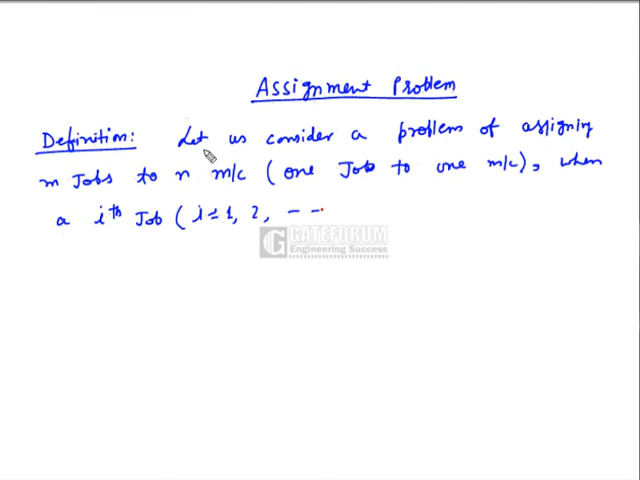 Assignment Problem
Definition: Let us consider a problem of assigning
m Jobs to n m/c (one Job to one m/c), when
a ith Job (i = 1, 2, - -
GATEFORUM
Engineering Success